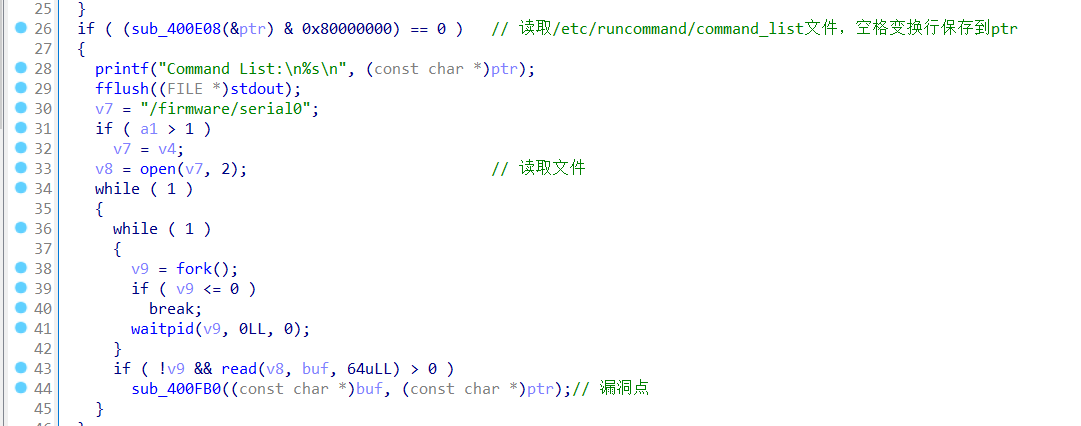 25 }
26 if ( (sub_400E08(&ptr) & 0x80000000) == 0 ) // 读取/etc/runcommand/command_list文件，空格变换行保存到ptr
27 {
28 printf("Command List:\n%s\n", (const char *)ptr);
29 fflush((FILE *)stdout);
30 v7 = "/firmware/serial0";
31 if ( a1 > 1 )
32 v7 = v4;
33 v8 = open(v7, 2); // 读取文件
34 while ( 1 )
35 {
36 while ( 1 )
37 {
38 v9 = fork();
39 if ( v9 <= 0 )
40 break;
41 waitpid(v9, 0LL, 0);
42 }
43 if ( !v9 && read(v8, buf, 64uLL) > 0 )
44 sub_400FB0((const char *)buf, (const char *)ptr);// 漏洞点
45 }